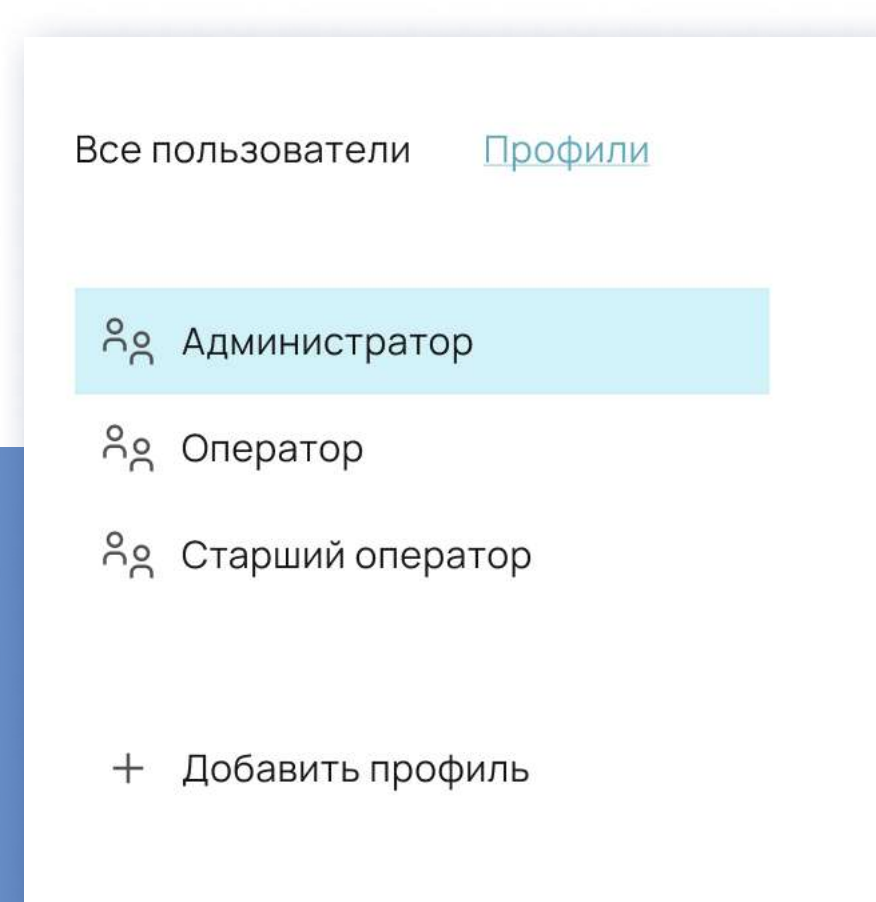 Все пользователи Профили
Администратор
Оператор
Старший оператор
+ Добавить профиль